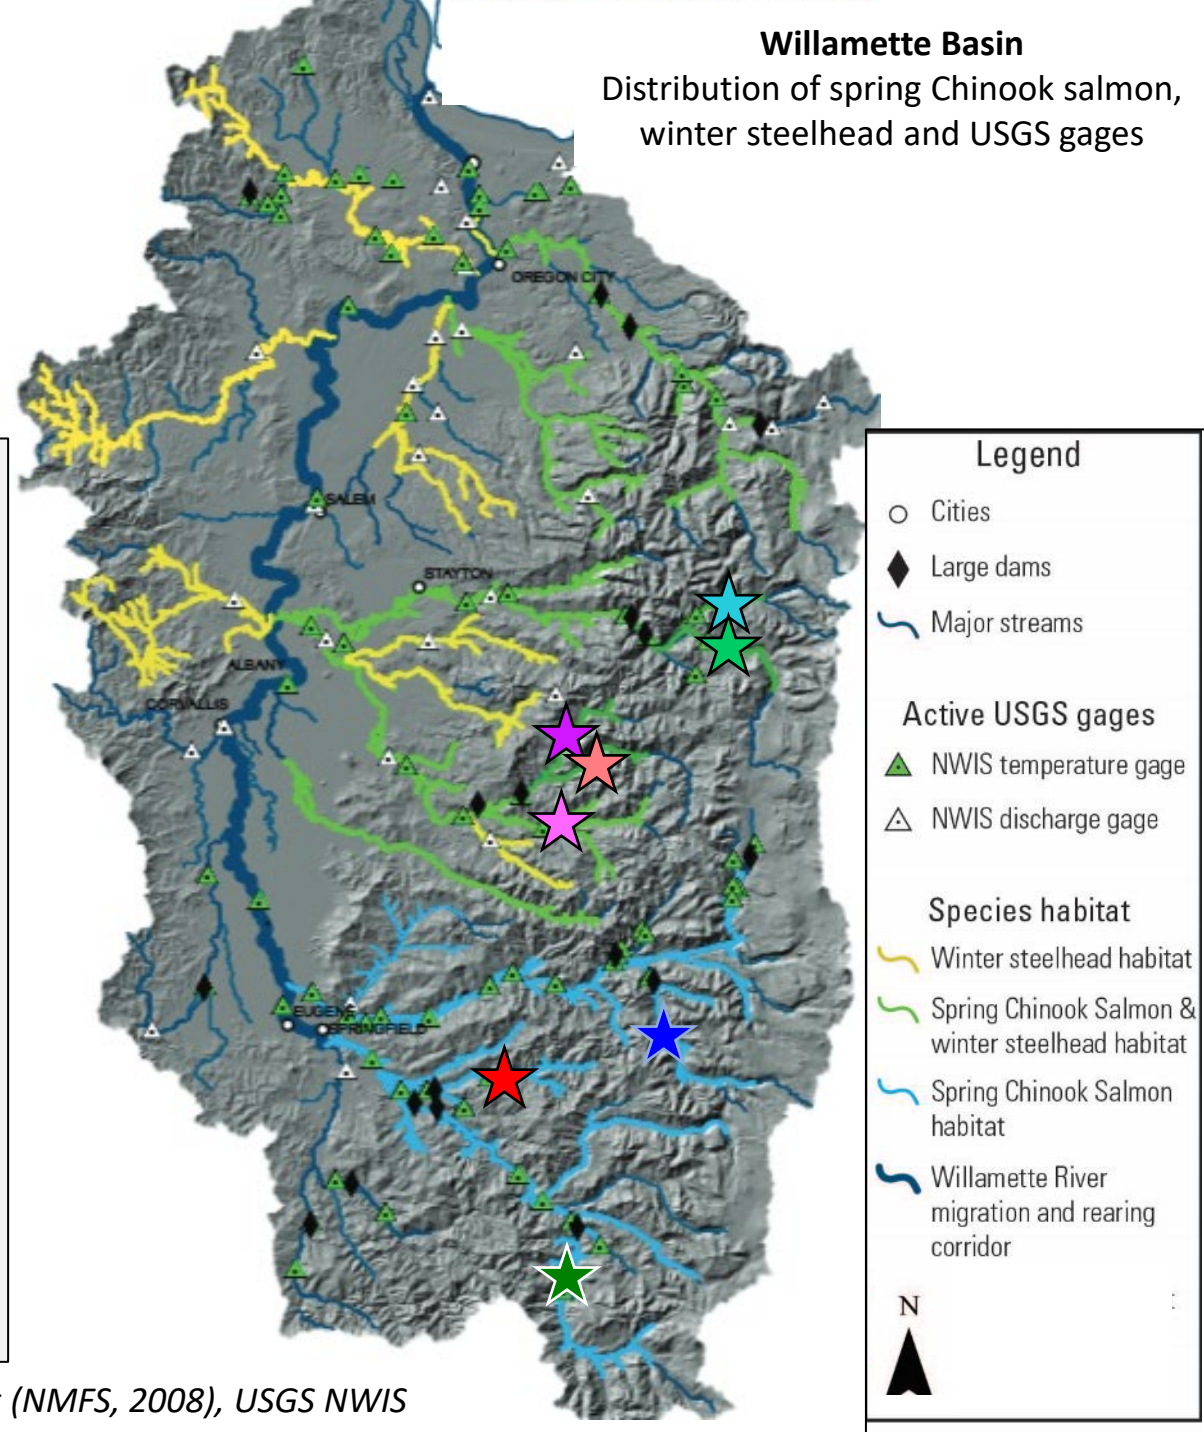 Willamette Basin
Distribution of spring Chinook salmon,
winter steelhead and USGS gages
OREGON CITY
SALEM
STAYTON
ALBANY
CORVALLIS
EUGENE
SPRINGFIELD
Legend
Cities
Large dams
Major streams
Active USGS gages
NWIS temperature gage
NWIS discharge gage
Species habitat
Winter steelhead habitat
Spring Chinook Salmon &
winter steelhead habitat
Spring Chinook Salmon
habitat
Willamette River
migration and rearing
corridor
N
(NMFS, 2008), USGS NWIS